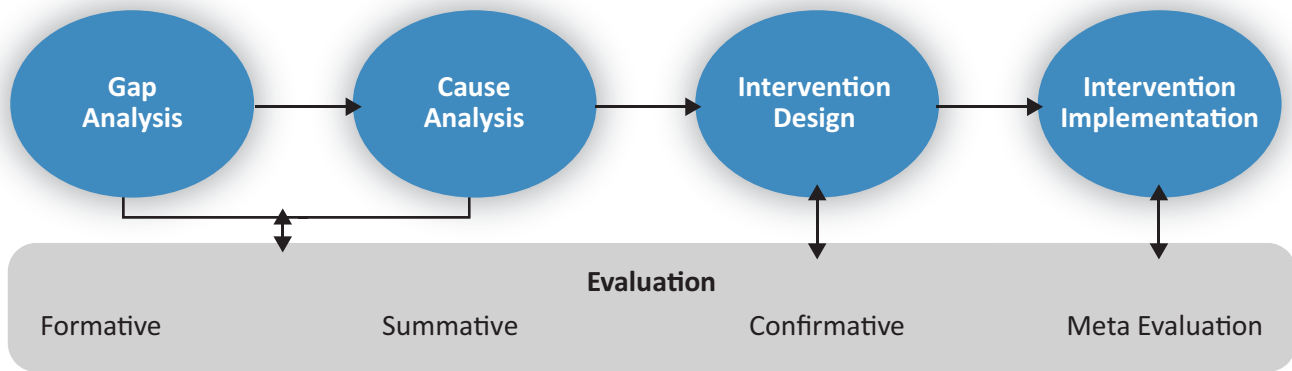 Gap
Analysis
Cause
Analysis
Intervention
Design
Intervention
Implementation
Evaluation
Formative
Summative
Confirmative
Meta Evaluation